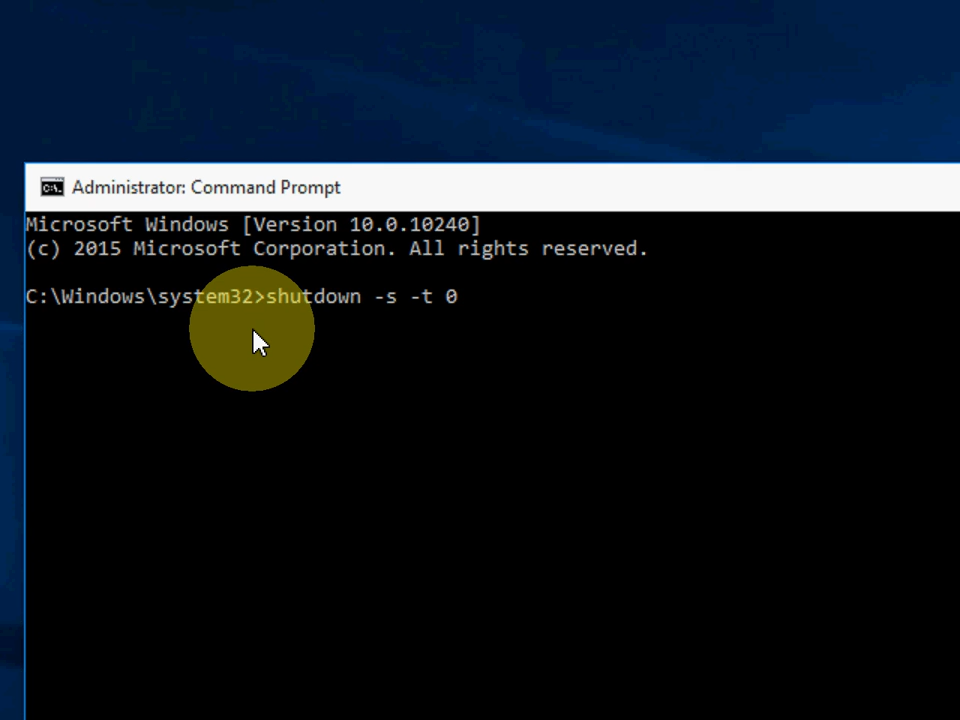 Administrator: Command Prompt
Microsoft Windows [Version 10.0.10240]
(c) 2015 Microsoft Corporation. All rights reserved.
C:\Windows\system32>shutdown -s -t 0